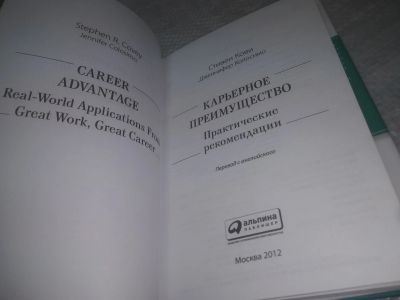 Stephen R. Covey
Jennifer Colosimo
CAREER
ADVANTAGE
Real-World Applications From
Great Work, Great Career
Стивен Кови
Дженнифер Колосимо
КАРЬЕРНОЕ
ПРЕИМУЩЕСТВО
Практические
рекомендации
Перевод с английского
альпина
ПАБЛИШЕР
Москва 2012